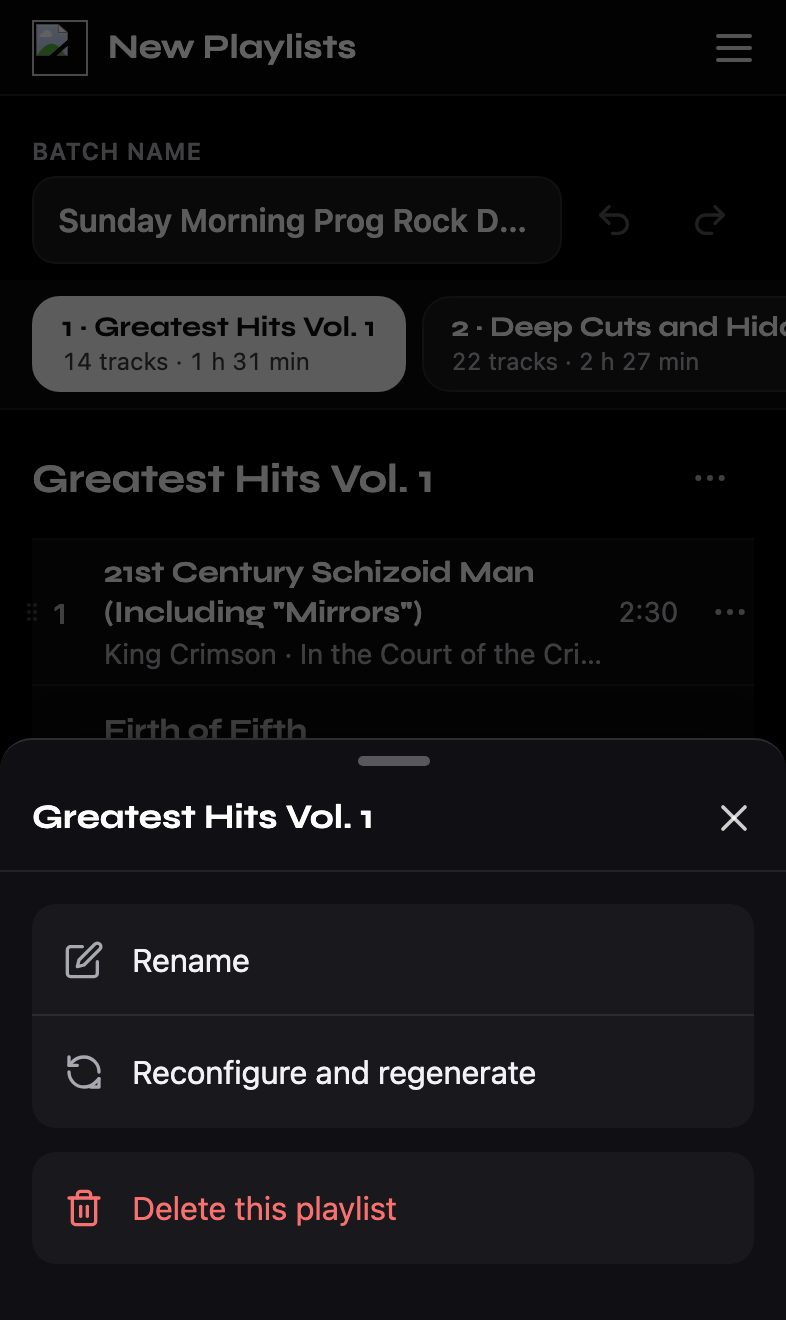 New Playlists
BATCH NAME
Sunday Morning Prog Rock D...
1 · Greatest Hits Vol. 1
14 tracks · 1 h 31 min
2 · Deep Cuts and Hidd
22 tracks · 2 h 27 min
Greatest Hits Vol. 1
21st Century Schizoid Man
(Including "Mirrors")
1
2:30
King Crimson · In the Court of the Cri...
Firth of Fifth
Greatest Hits Vol. 1
Rename
Reconfigure and regenerate
Delete this playlist